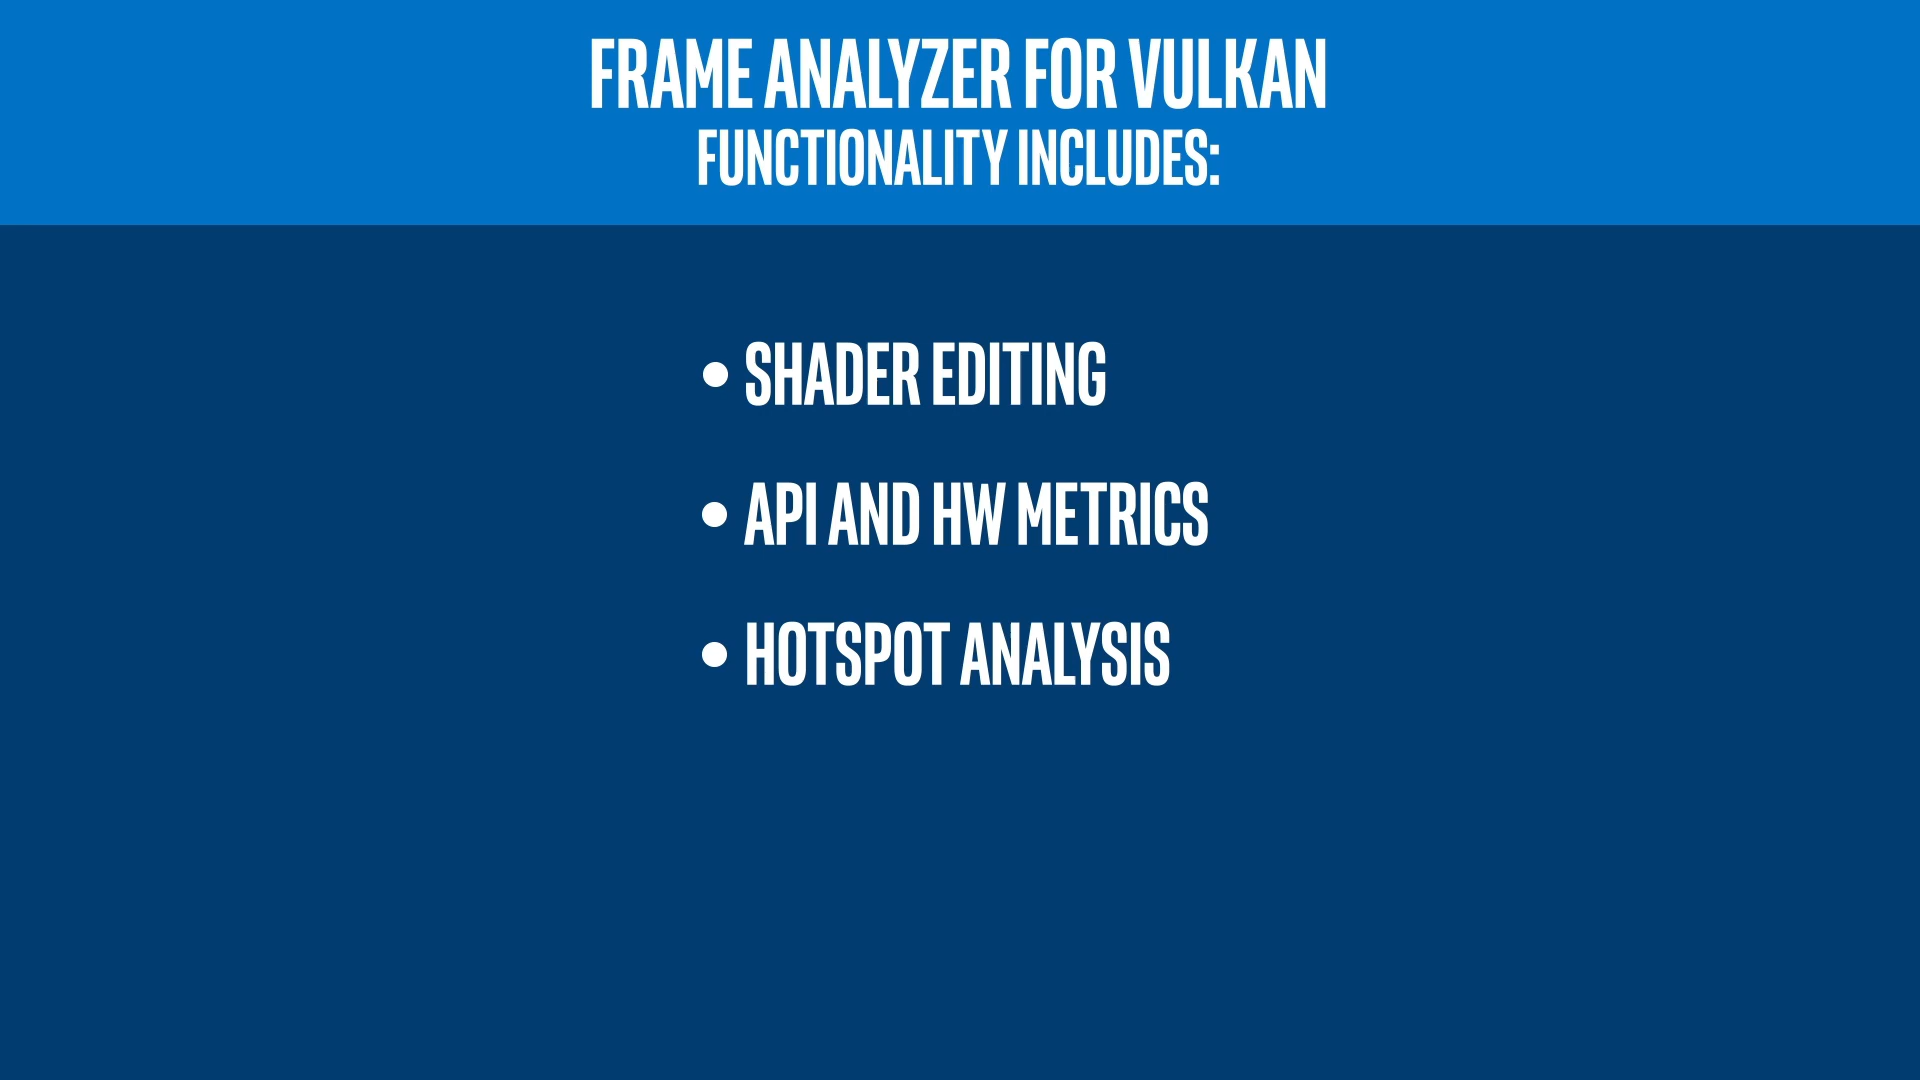 FRAME ANALYZER FOR VULKAN
FUNCTIONALITY INCLUDES:
• SHADER EDITING
• API AND HW METRICS
• HOTSPOT ANALYSIS